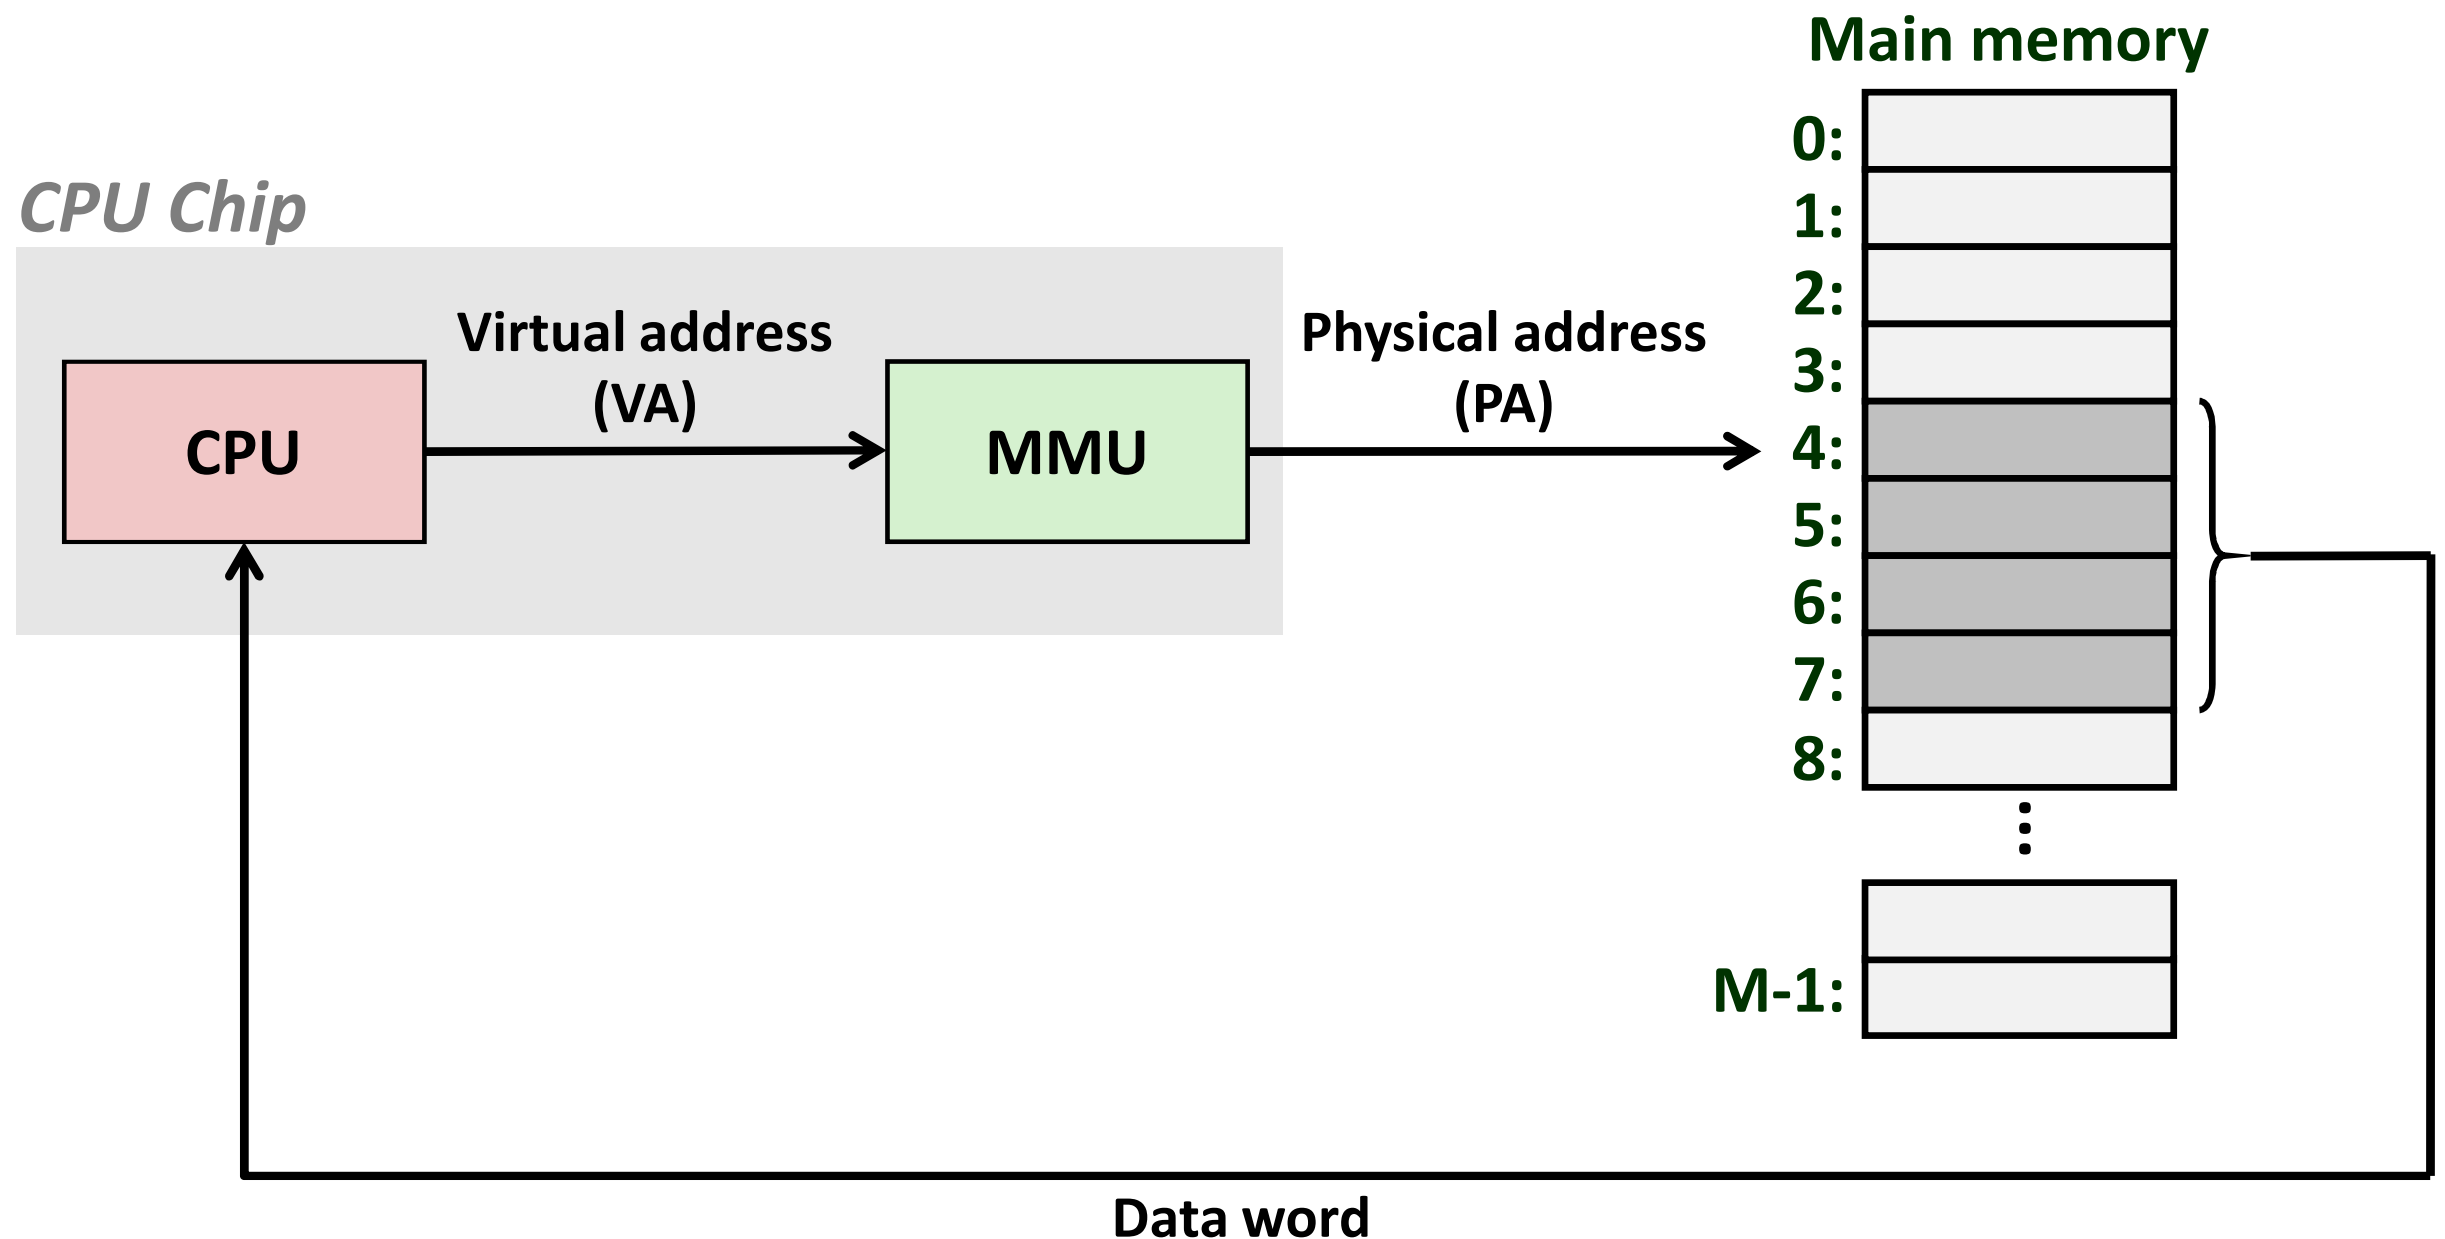 Main memory
CPU Chip
Virtual address
(VA)
Physical address
(PA)
CPU
MMU
0:
1:
2:
3:
4:
5:
6:
7:
8:
M-1:
Data word